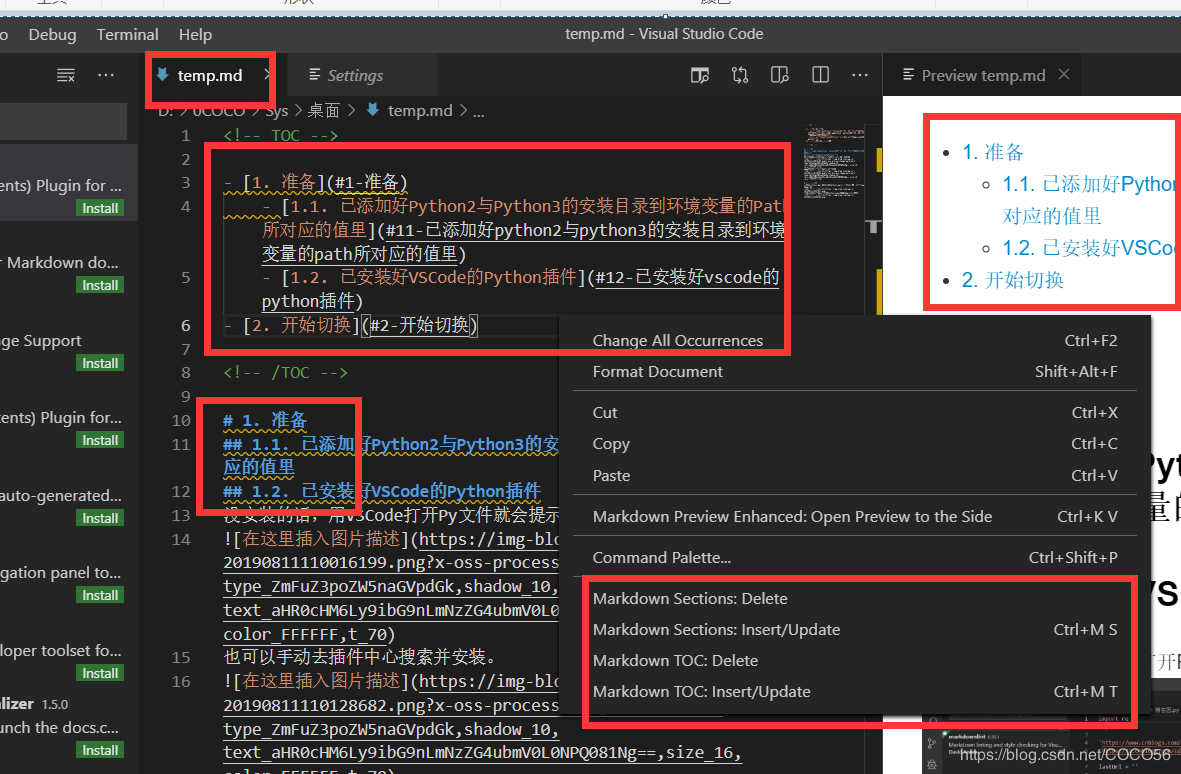 Debug Terminal Help
temp.md - Visual Studio Code
temp.md
Settings
Preview temp.md
D: > 0COCO > Sys > 桌面 > temp.md > ...
ents) Plugin for ...
Install
Markdown do...
Install
ge Support
Install
ents) Plugin for...
Install
auto-generated...
Install
gation panel to...
Install
loper toolset fo...
Install
lizer 1.5.0
unch the docs.c...
Install
1 <!-- TOC -->
2
3 - [1. 准备](#1-准备)
4 - [1.1. 已添加好Python2与Python3的安装目录到环境变量的Pat
所对应的值里](#11-已添加好python2与python3的安装目录到环境
变量的path所对应的值里)
5 - [1.2. 已安装好VSCode的Python插件](#12-已安装好vscode的
python插件)
6 - [2. 开始切换](#2-开始切换)
7
8 <!-- /TOC -->
9
10 # 1. 准备
11 ## 1.1. 已添加好Python2与Python3的安
应的值里
12 ## 1.2. 已安装好VSCode的Python插件
13 没安装的话，用VSCode打开Py文件就会提示
14 ![在这里插入图片描述](https://img-blo
20190811110016199.png?x-oss-process
type_ZmFuZ3poZW5naGVpdGk,shadow_10,
text_aHR0cHM6Ly9ibG9nLmNzZG4ubmV0L0
color_FFFFFF,t_70)
15 也可以手动去插件中心搜索并安装。
16 ![在这里插入图片描述](https://img-blo
20190811110128682.png?x-oss-process
type_ZmFuZ3poZW5naGVpdGk,shadow_10,
text_aHR0cHM6Ly9ibG9nLmNzZG4ubmV0L0NPQ081Ng==,size_16,
Change All Occurrences Ctrl+F2
Format Document Shift+Alt+F
Cut Ctrl+X
Copy Ctrl+C
Paste Ctrl+V
Markdown Preview Enhanced: Open Preview to the Side Ctrl+K V
Command Palette... Ctrl+Shift+P
Markdown Sections: Delete
Markdown Sections: Insert/Update Ctrl+M S
Markdown TOC: Delete
Markdown TOC: Insert/Update Ctrl+M T
1. 准备
1.1. 已添加好Python
对应的值里
1.2. 已安装好VSCo
2. 开始切换
量的
打开
https://blog.csdn.net/COCO56